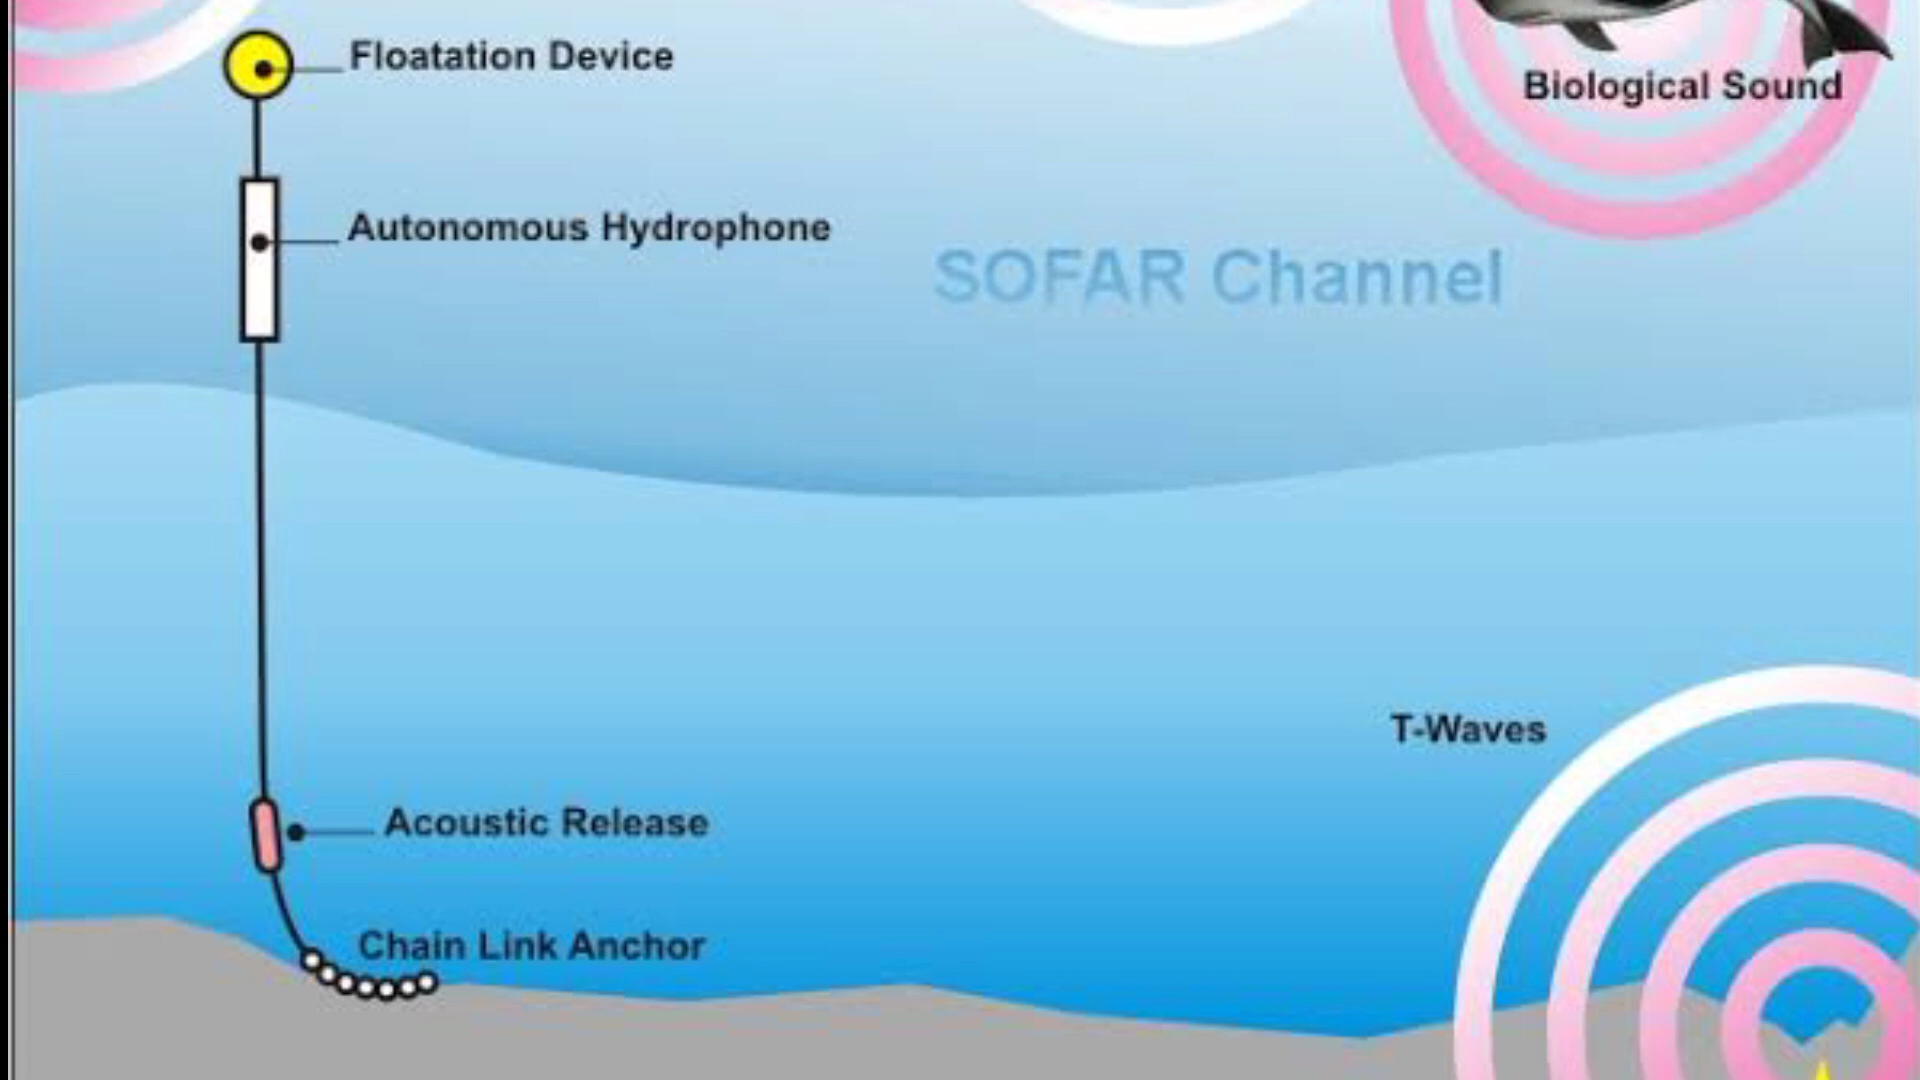 Floatation Device
Biological Sound
Autonomous Hydrophone
SOFAR Channel
T-Waves
Acoustic Release
Chain Link Anchor